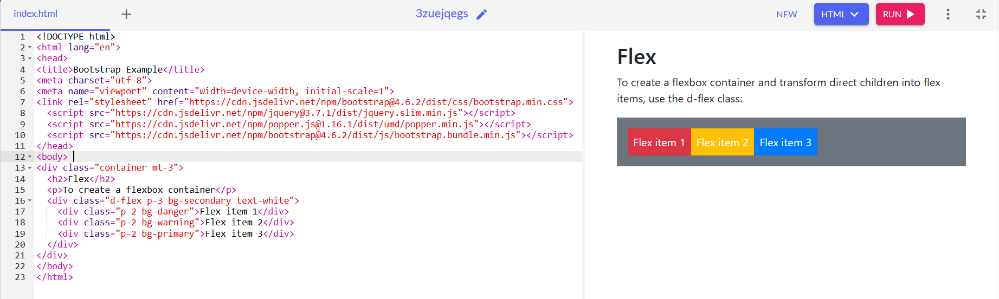 index.html + 3zuejqegs NEW HTML RUN
1 <!DOCTYPE html>
2 <html lang="en">
3 <head>
4 <title>Bootstrap Example</title>
5 <meta charset="utf-8">
6 <meta name="viewport" content="width=device-width, initial-scale=1">
7 <link rel="stylesheet" href="https://cdn.jsdelivr.net/npm/bootstrap@4.6.2/dist/css/bootstrap.min.css">
8   <script src="https://cdn.jsdelivr.net/npm/jquery@3.7.1/dist/jquery.slim.min.js"></script>
9   <script src="https://cdn.jsdelivr.net/npm/popper.js@1.16.1/dist/umd/popper.min.js"></script>
10   <script src="https://cdn.jsdelivr.net/npm/bootstrap@4.6.2/dist/js/bootstrap.bundle.min.js"></script>
11 </head>
12 <body>
13 <div class="container mt-3">
14   <h2>Flex</h2>
15   <p>To create a flexbox container</p>
16   <div class="d-flex p-3 bg-secondary text-white">
17     <div class="p-2 bg-danger">Flex item 1</div>
18     <div class="p-2 bg-warning">Flex item 2</div>
19     <div class="p-2 bg-primary">Flex item 3</div>
20   </div>
21 </div>
22 </body>
23 </html>
Flex
To create a flexbox container and transform direct children into flex
items, use the d-flex class:
Flex item 1 Flex item 2 Flex item 3